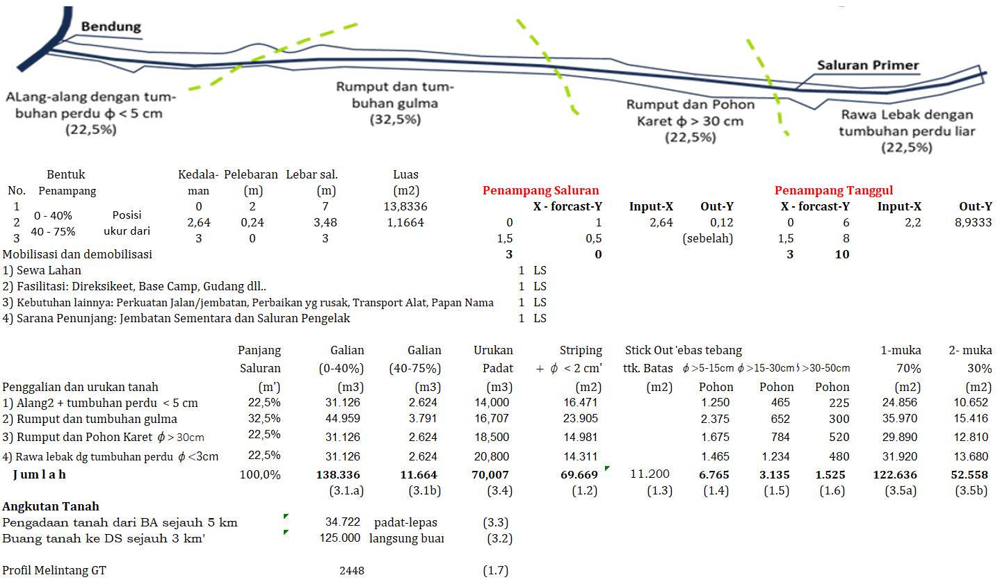 Bendung
Saluran Primer
ALang-alang dengan tum-
buhan perdu ϕ < 5 cm
(22,5%)
Rumput dan tum-
buhan gulma
(32,5%)
Rumput dan Pohon
Karet ϕ > 30 cm
(22,5%)
Rawa Lebak dengan
tumbuhan perdu liar
(22,5%)
Bentuk Kedala- Pelebaran Lebar sal. Luas
No. Penampang man (m) (m) (m2) Penampang Saluran Penampang Tanggul
1 0 2 7 13,8336 X - forcast-Y Input-X Out-Y X - forcast-Y Input-X Out-Y
0 - 40% Posisi
2 2,64 0,24 3,48 1,1664 0 1 2,64 0,12 0 6 2,2 8,9333
40 - 75% ukur dari
3 3 0 3 1,5 0,5 (sebelah) 1,5 8
Mobilisasi dan demobilisasi 3 0 3 10
1) Sewa Lahan 1 LS
2) Fasilitasi: Direksikeet, Base Camp, Gudang dll.. 1 LS
3) Kebutuhan lainnya: Perkuatan Jalan/jembatan, Perbaikan yg rusak, Transport Alat, Papan Nama 1 LS
4) Sarana Penunjang: Jembatan Sementara dan Saluran Pengelak 1 LS
Panjang Galian Galian Urukan Striping Stick Out 'ebas tebang 1-muka 2- muka
Saluran (0-40%) (40-75%) Padat + ϕ < 2 cm' ttk. Batas ϕ >5-15cm ϕ >15-30cm >30-50cm 70% 30%
Penggalian dan urukan tanah (m') (m3) (m3) (m3) (m2) (m2) Pohon Pohon Pohon (m2) (m2)
1) Alang2 + tumbuhan perdu < 5 cm 22,5% 31.126 2.624 14,000 16.471 1.250 465 225 24.856 10.652
2) Rumput dan tumbuhan gulma 32,5% 44.959 3.791 16,707 23.905 2.375 652 300 35.970 15.416
3) Rumput dan Pohon Karet ϕ > 30cm 22,5% 31.126 2.624 18,500 14.981 1.675 784 520 29.890 12.810
4) Rawa lebak dg tumbuhan perdu ϕ <3cm 22,5% 31.126 2.624 20,800 14.311 1.465 1.234 480 31.920 13.680
J u m l a h 100,0% 138.336 11.664 70,007 69.669 11.200 6.765 3.135 1.525 122.636 52.558
(3.1.a) (3.1b) (3.4) (1.2) (1.3) (1.4) (1.5) (1.6) (3.5a) (3.5b)
Angkutan Tanah
Pengadaan tanah dari BA sejauh 5 km 34.722 padat-lepas (3.3)
Buang tanah ke DS sejauh 3 km' 125.000 langsung buan (3.2)
Profil Melintang GT 2448 (1.7)